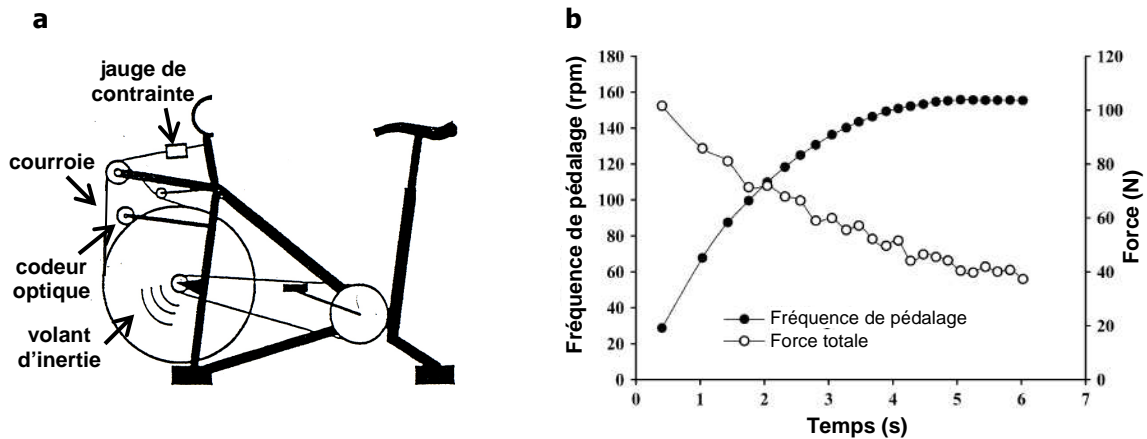 a
jauge de
contrainte
courroie
codeur
optique
volant
d'inertie
b
Fréquence de pédalage (rpm)
180
160
140
120
100
80
60
40
20
0
120
100
80
60
40
20
0
Force (N)
Fréquence de pédalage
Force totale
0 1 2 3 4 5 6 7
Temps (s)